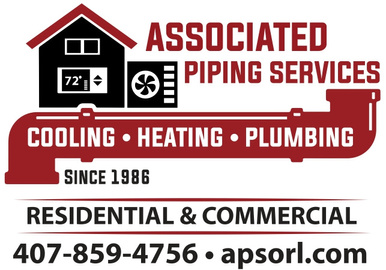 ASSOCIATED
PIPING SERVICES
72°
COOLING • HEATING • PLUMBING
SINCE 1986
RESIDENTIAL & COMMERCIAL
407-859-4756 • apsorl.com